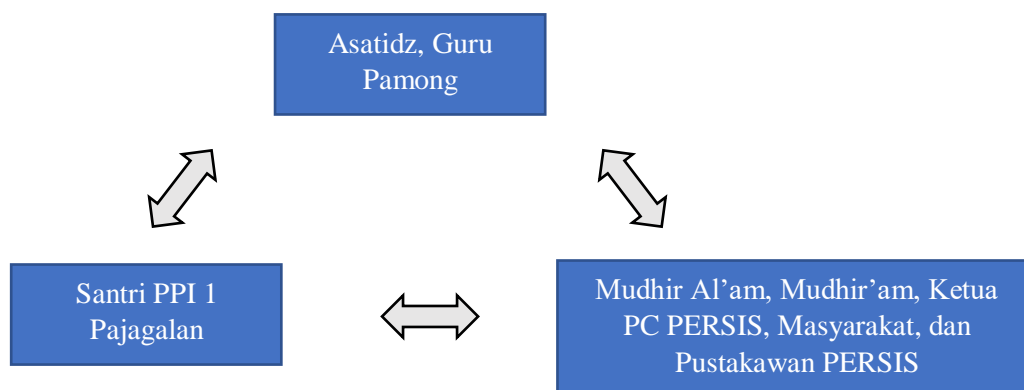 Asatidz, Guru
Pamong
Santri PPI 1
Pajagalan
Mudhir Al’am, Mudhir’am, Ketua
PC PERSIS, Masyarakat, dan
Pustakawan PERSIS